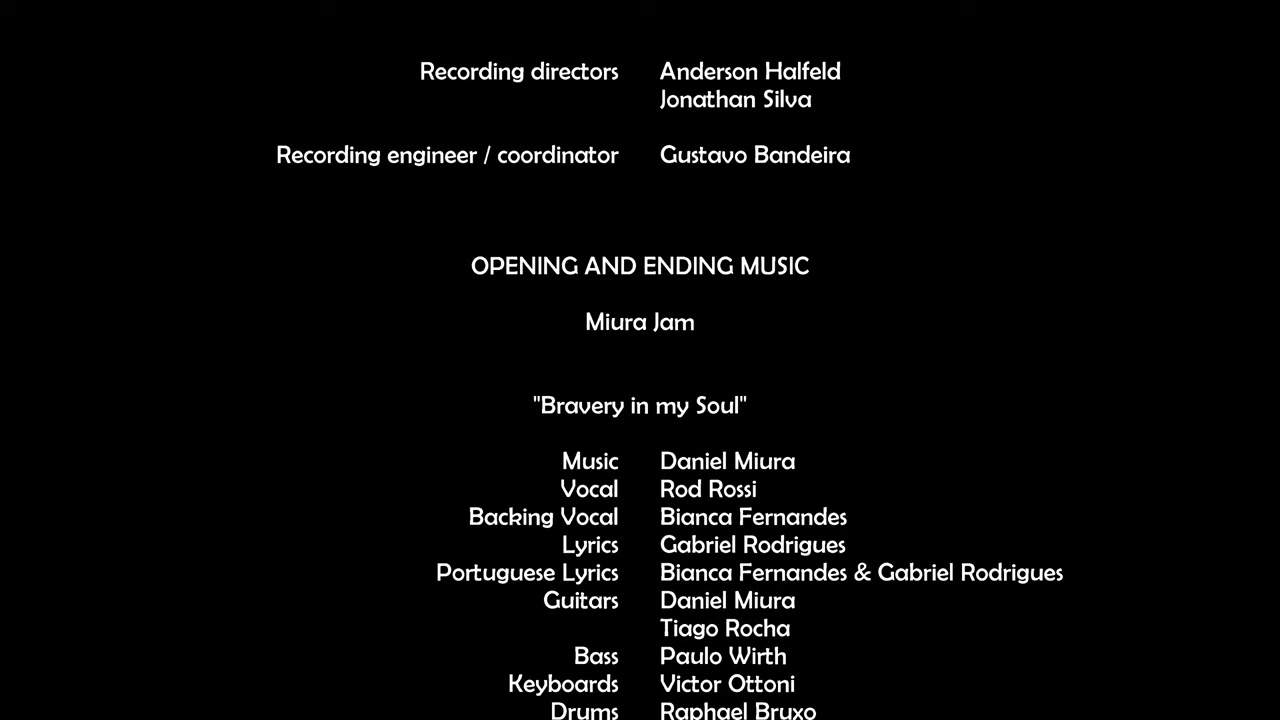 Recording directors Anderson Halfeld
Jonathan Silva
Recording engineer / coordinator Gustavo Bandeira
OPENING AND ENDING MUSIC
Miura Jam
"Bravery in my Soul"
Music Daniel Miura
Vocal Rod Rossi
Backing Vocal Bianca Fernandes
Lyrics Gabriel Rodrigues
Portuguese Lyrics Bianca Fernandes & Gabriel Rodrigues
Guitars Daniel Miura
Tiago Rocha
Bass Paulo Wirth
Keyboards Victor Ottoni
Drums Raphael Bruxo